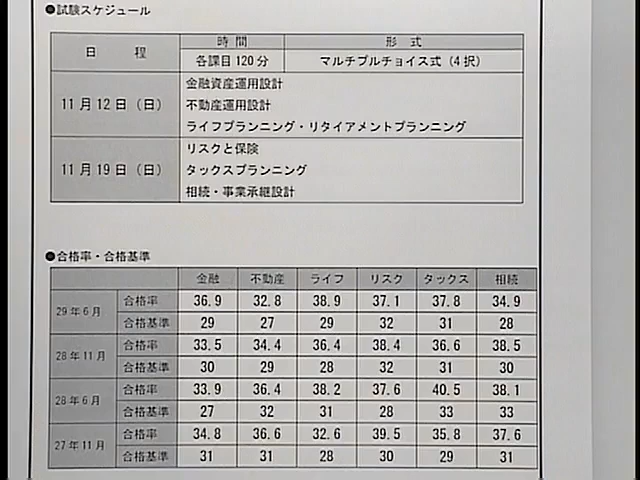 ●試験スケジュール
日 程 時間 形 式
各課目120分 マルチプルチョイス式(4択)
11月12日(日) 金融資産運用設計
不動産運用設計
ライフプランニング・リタイアメントプランニング
11月19日(日) リスクと保険
タックスプランニング
相続・事業承継設計
●合格率・合格基準
金融 不動産 ライフ リスク タックス 相続
29年6月 合格率 36.9 32.8 38.9 37.1 37.8 34.9
合格基準 29 27 29 32 31 28
28年11月 合格率 33.5 34.4 36.4 38.4 36.6 38.5
合格基準 30 29 28 32 31 30
28年6月 合格率 33.9 36.4 38.2 37.6 40.5 38.1
合格基準 27 32 31 28 33 33
27年11月 合格率 34.8 36.6 32.6 39.5 35.8 37.6
合格基準 31 31 28 30 29 31